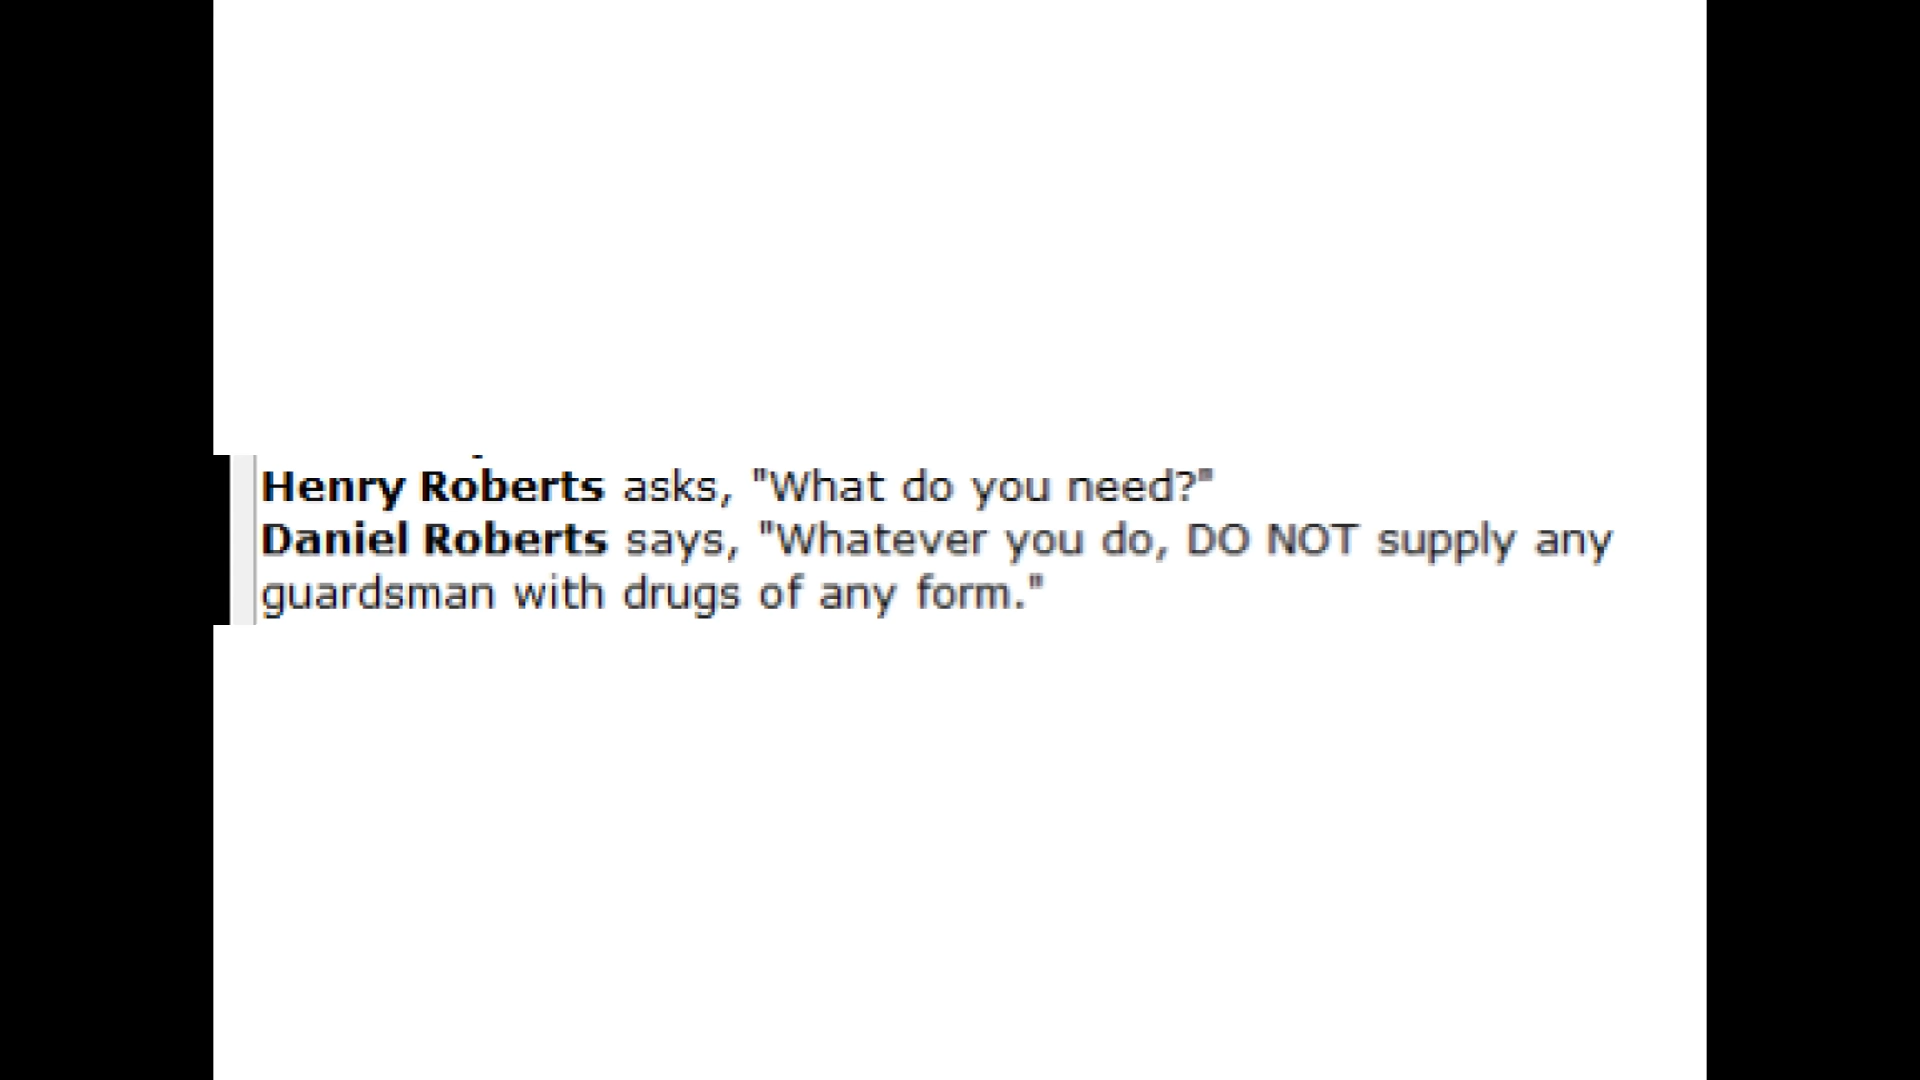 Henry Roberts asks, "What do you need?"
Daniel Roberts says, "Whatever you do, DO NOT supply any
guardsman with drugs of any form."